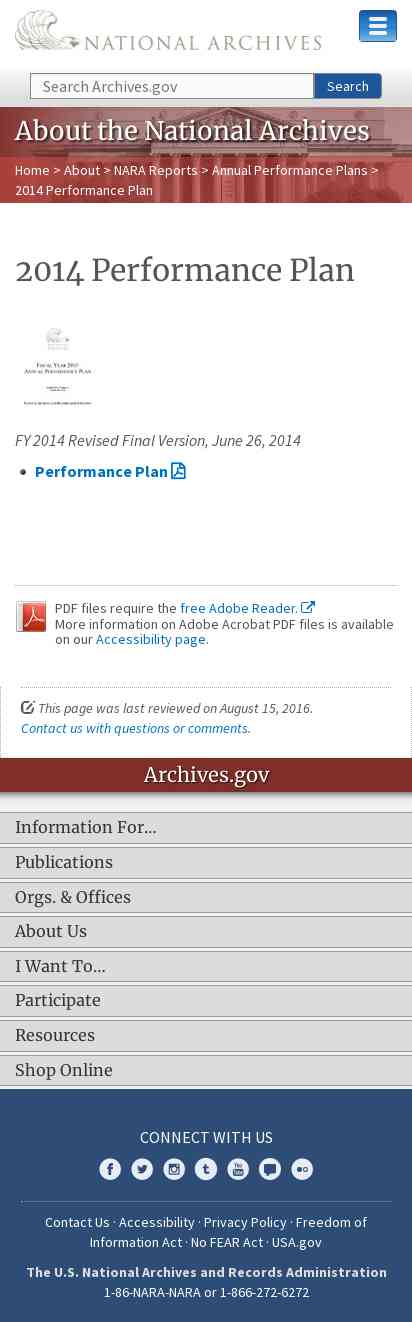 NATIONAL ARCHIVES
Search Archives.gov
Search
About the National Archives
Home > About > NARA Reports > Annual Performance Plans >
2014 Performance Plan
2014 Performance Plan
FISCAL YEAR 2015
ANNUAL PERFORMANCE PLAN
FY 2014 Revised Final Version, June 26, 2014
• Performance Plan
PDF files require the free Adobe Reader.
More information on Adobe Acrobat PDF files is available
on our Accessibility page.
This page was last reviewed on August 15, 2016.
Contact us with questions or comments.
Archives.gov
Information For…
Publications
Orgs. & Offices
About Us
I Want To…
Participate
Resources
Shop Online
CONNECT WITH US
Contact Us · Accessibility · Privacy Policy · Freedom of
Information Act · No FEAR Act · USA.gov
The U.S. National Archives and Records Administration
1-86-NARA-NARA or 1-866-272-6272